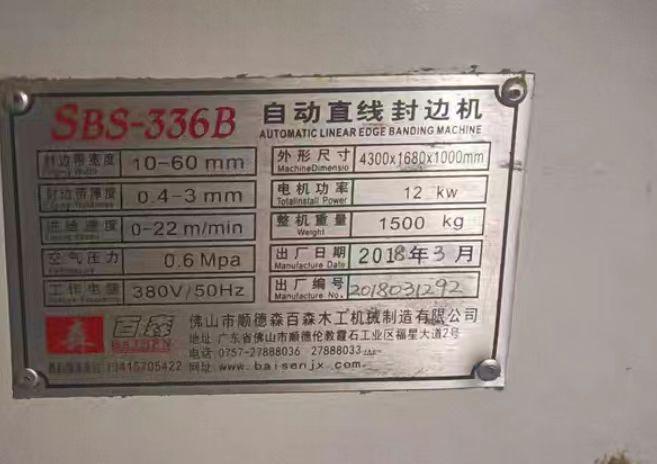 SBS-336B 自动直线封边机
AUTOMATIC LINEAR EDGE BANDING MACHINE
封边带宽度 10-60 mm
外形尺寸 4300x1680x1000mm
MachineDimensio
封边带厚度 0.4-3 mm
电机功率 12 kw
Totalinstall Power
进给速度 0-22 m/min
整机重量 1500 kg
Weight
空气压力 0.6 Mpa
出厂日期 2018年3月
Manufacture Date
工作电源 380V/50Hz
出厂编号 2018031292
Manufacture No.
森 百森 佛山市顺德森百森木工机械制造有限公司
BAISEN 地址 广东省佛山市顺德伦教霞石工业区福星大道2号
电话 0757-27888036 27888033
415705422 网址 www.baisenjx.com